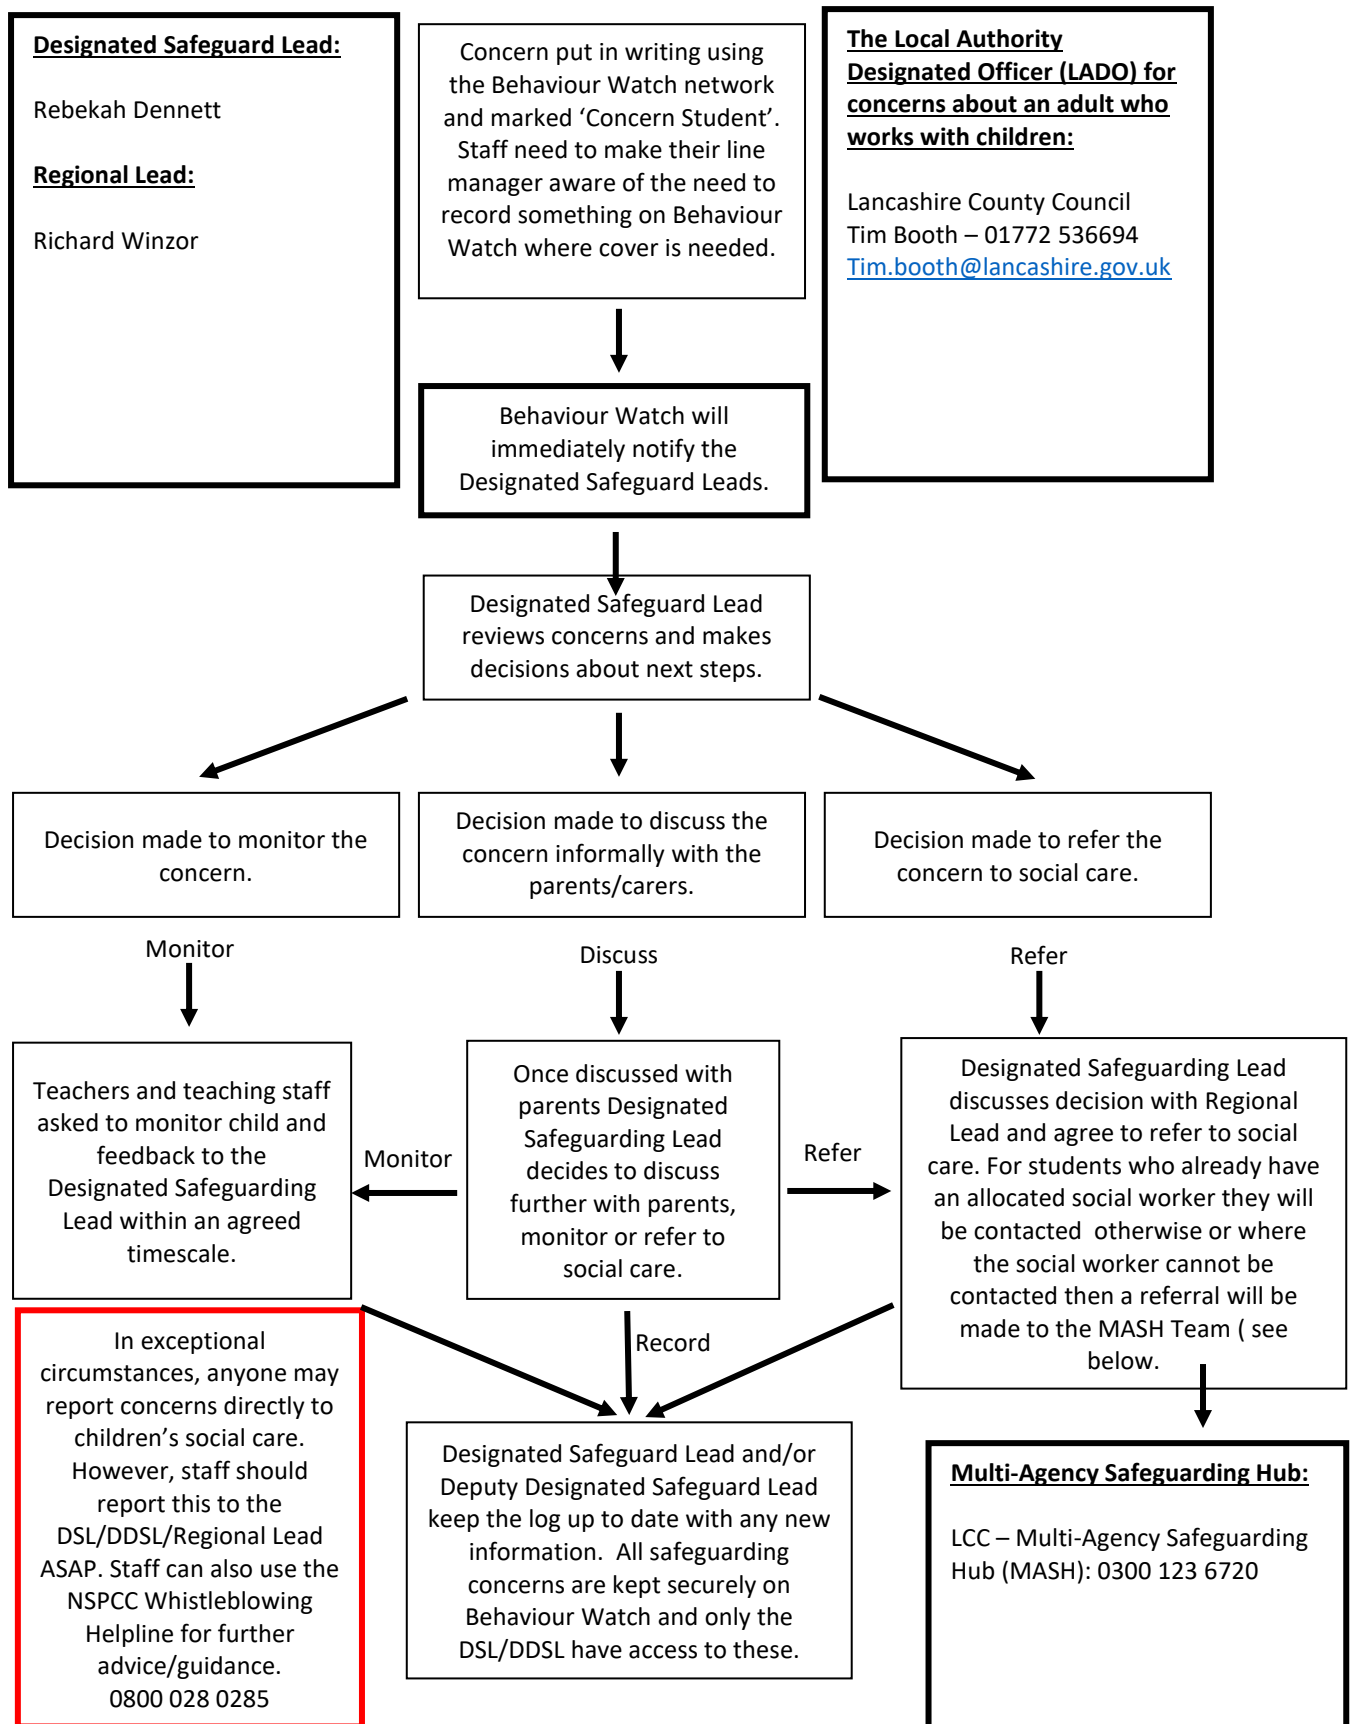 Designated Safeguard Lead:
Rebekah Dennett
Regional Lead:
Richard Winzor
Concern put in writing using
the Behaviour Watch network
and marked ‘Concern Student’.
Staff need to make their line
manager aware of the need to
record something on Behaviour
Watch where cover is needed.
The Local Authority
Designated Officer (LADO) for
concerns about an adult who
works with children:
Lancashire County Council
Tim Booth – 01772 536694
Tim.booth@lancashire.gov.uk
Behaviour Watch will
immediately notify the
Designated Safeguard Leads.
Designated Safeguard Lead
reviews concerns and makes
decisions about next steps.
Decision made to monitor the
concern.
Decision made to discuss the
concern informally with the
parents/carers.
Decision made to refer the
concern to social care.
Monitor
Discuss
Refer
Teachers and teaching staff
asked to monitor child and
feedback to the
Designated Safeguarding
Lead within an agreed
timescale.
Monitor
Once discussed with
parents Designated
Safeguarding Lead
decides to discuss
further with parents,
monitor or refer to
social care.
Refer
Designated Safeguarding Lead
discusses decision with Regional
Lead and agree to refer to social
care. For students who already have
an allocated social worker they will
be contacted  otherwise or where
the social worker cannot be
contacted then a referral will be
made to the MASH Team ( see
below.
Record
In exceptional
circumstances, anyone may
report concerns directly to
children’s social care.
However, staff should
report this to the
DSL/DDSL/Regional Lead
ASAP. Staff can also use the
NSPCC Whistleblowing
Helpline for further
advice/guidance.
0800 028 0285
Designated Safeguard Lead and/or
Deputy Designated Safeguard Lead
keep the log up to date with any new
information.  All safeguarding
concerns are kept securely on
Behaviour Watch and only the
DSL/DDSL have access to these.
Multi-Agency Safeguarding Hub:
LCC – Multi-Agency Safeguarding
Hub (MASH): 0300 123 6720